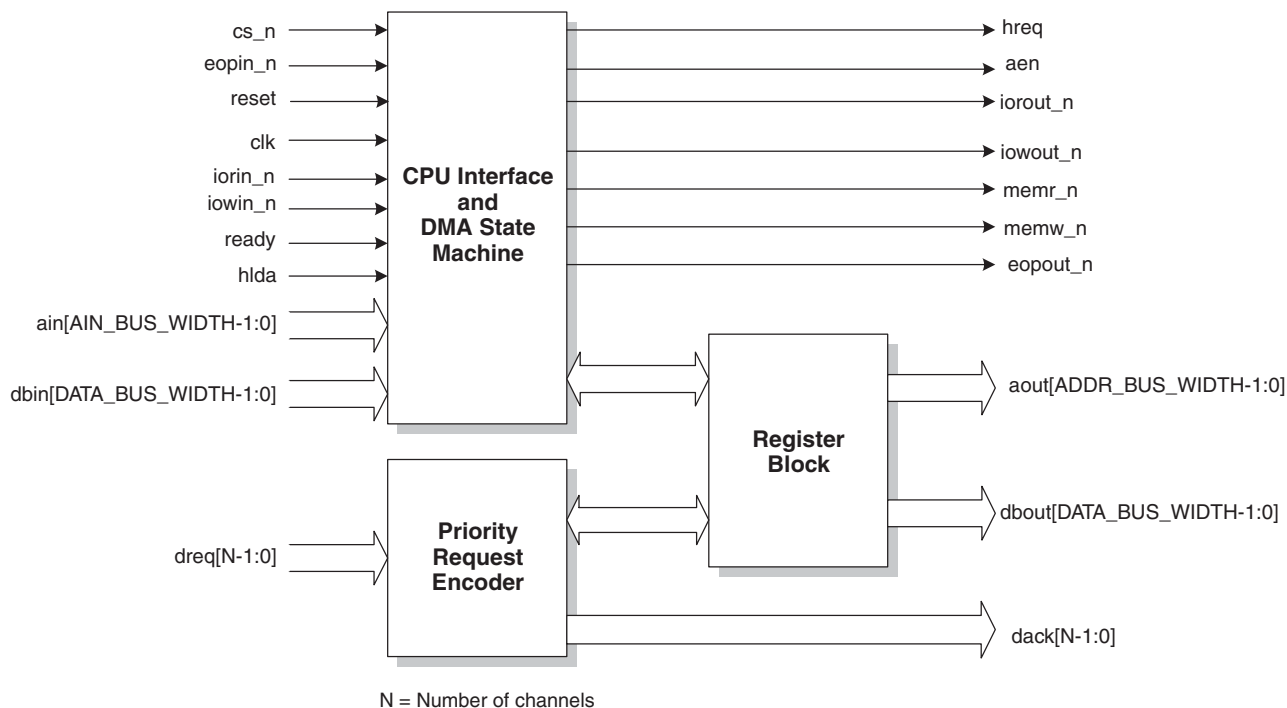 cs_n
eopin_n
reset
clk
iorin_n
iowin_n
ready
hlda
ain[AIN_BUS_WIDTH-1:0]
dbin[DATA_BUS_WIDTH-1:0]
CPU Interface
and
DMA State
Machine
hreq
aen
iorout_n
iowout_n
memr_n
memw_n
eopout_n
Register
Block
aout[ADDR_BUS_WIDTH-1:0]
dbout[DATA_BUS_WIDTH-1:0]
dreq[N-1:0]
Priority
Request
Encoder
dack[N-1:0]
N = Number of channels